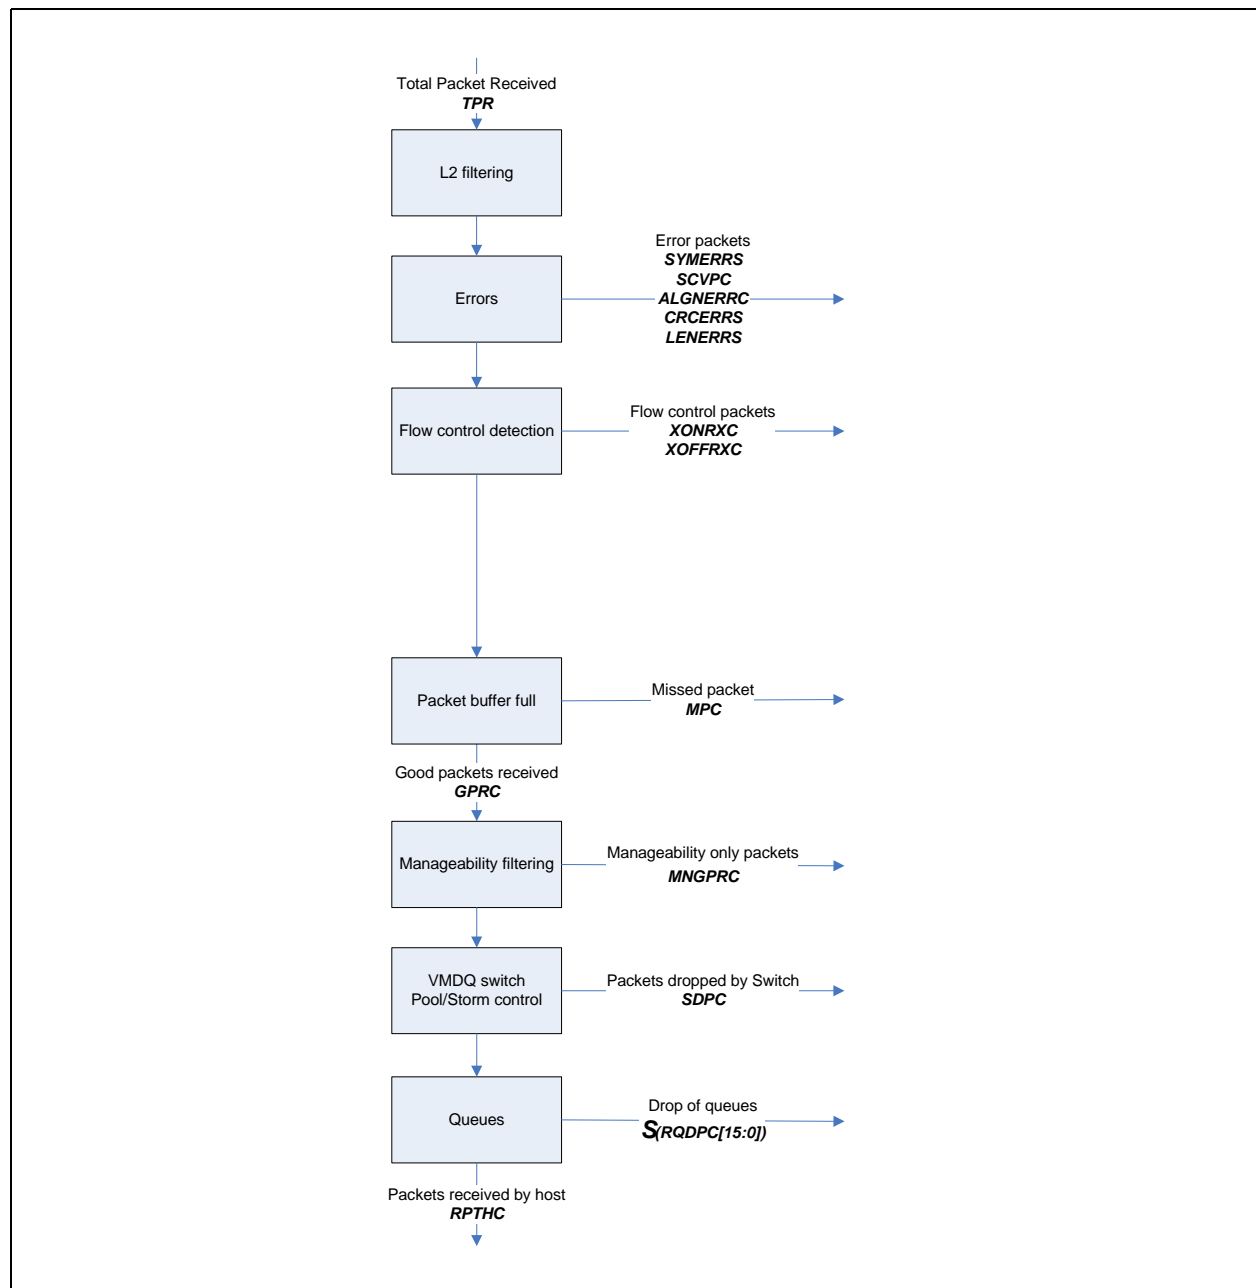 Total Packet Received
TPR
L2 filtering
Error packets
SYMERRS
SCVPC
Errors
ALGNERRC
CRCERRS
LENERRS
Flow control packets
Flow control detection
XONRXC
XOFFRXC
Packet buffer full
Missed packet
MPC
Good packets received
GPRC
Manageability filtering
Manageability only packets
MNGPRC
VMDQ switch
Pool/Storm control
Packets dropped by Switch
SDPC
Queues
Drop of queues
S(RQDPC[15:0])
Packets received by host
RPTHC